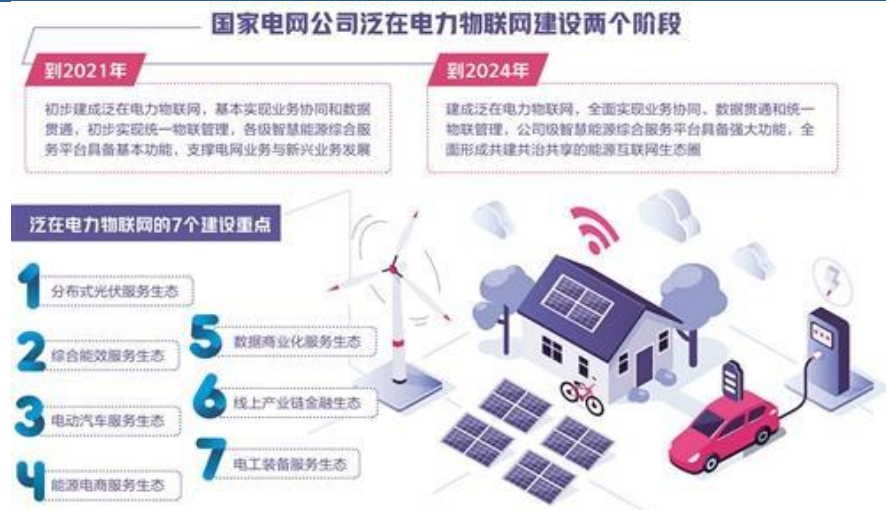 国家电网公司泛在电力物联网建设两个阶段
到2021年
初步建成泛在电力物联网，基本实现业务协同和数据
贯通，初步实现统一物联管理，各级智慧能源综合服
务平台具备基本功能，支撑电网业务与新兴业务发展
到2024年
建成泛在电力物联网，全面实现业务协同、数据贯通和统一
物联管理，公司级智慧能源综合服务平台具备强大功能，全
面形成共建共治共享的能源互联网生态圈
泛在电力物联网的7个建设重点
1 分布式光伏服务生态
2 综合能效服务生态
3 电动汽车服务生态
4 能源电商服务生态
5 数据商业化服务生态
6 线上产业链金融生态
7 电工装备服务生态